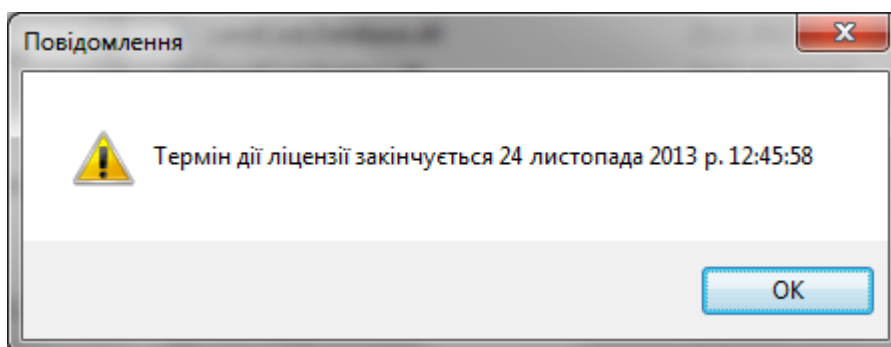 Повідомлення
Термін дії ліцензії закінчується 24 листопада 2013 р. 12:45:58
OK